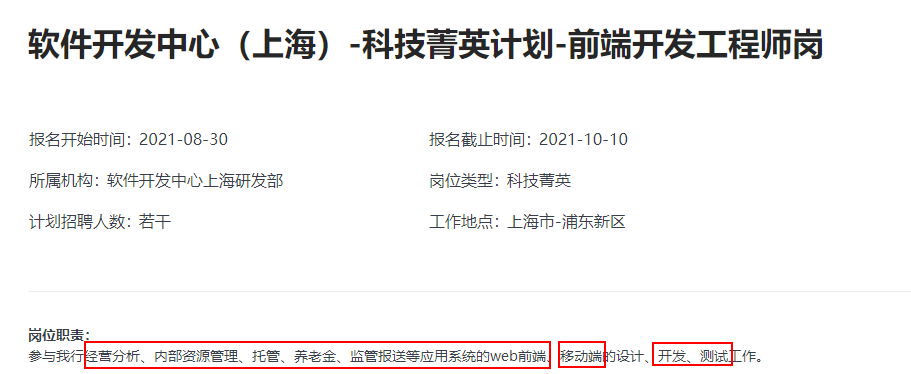 软件开发中心（上海）-科技菁英计划-前端开发工程师岗
报名开始时间：2021-08-30 报名截止时间：2021-10-10
所属机构：软件开发中心上海研发部 岗位类型：科技菁英
计划招聘人数：若干 工作地点：上海市-浦东新区
岗位职责：
参与我行经营分析、内部资源管理、托管、养老金、监管报送等应用系统的web前端、移动端的设计、开发、测试工作。